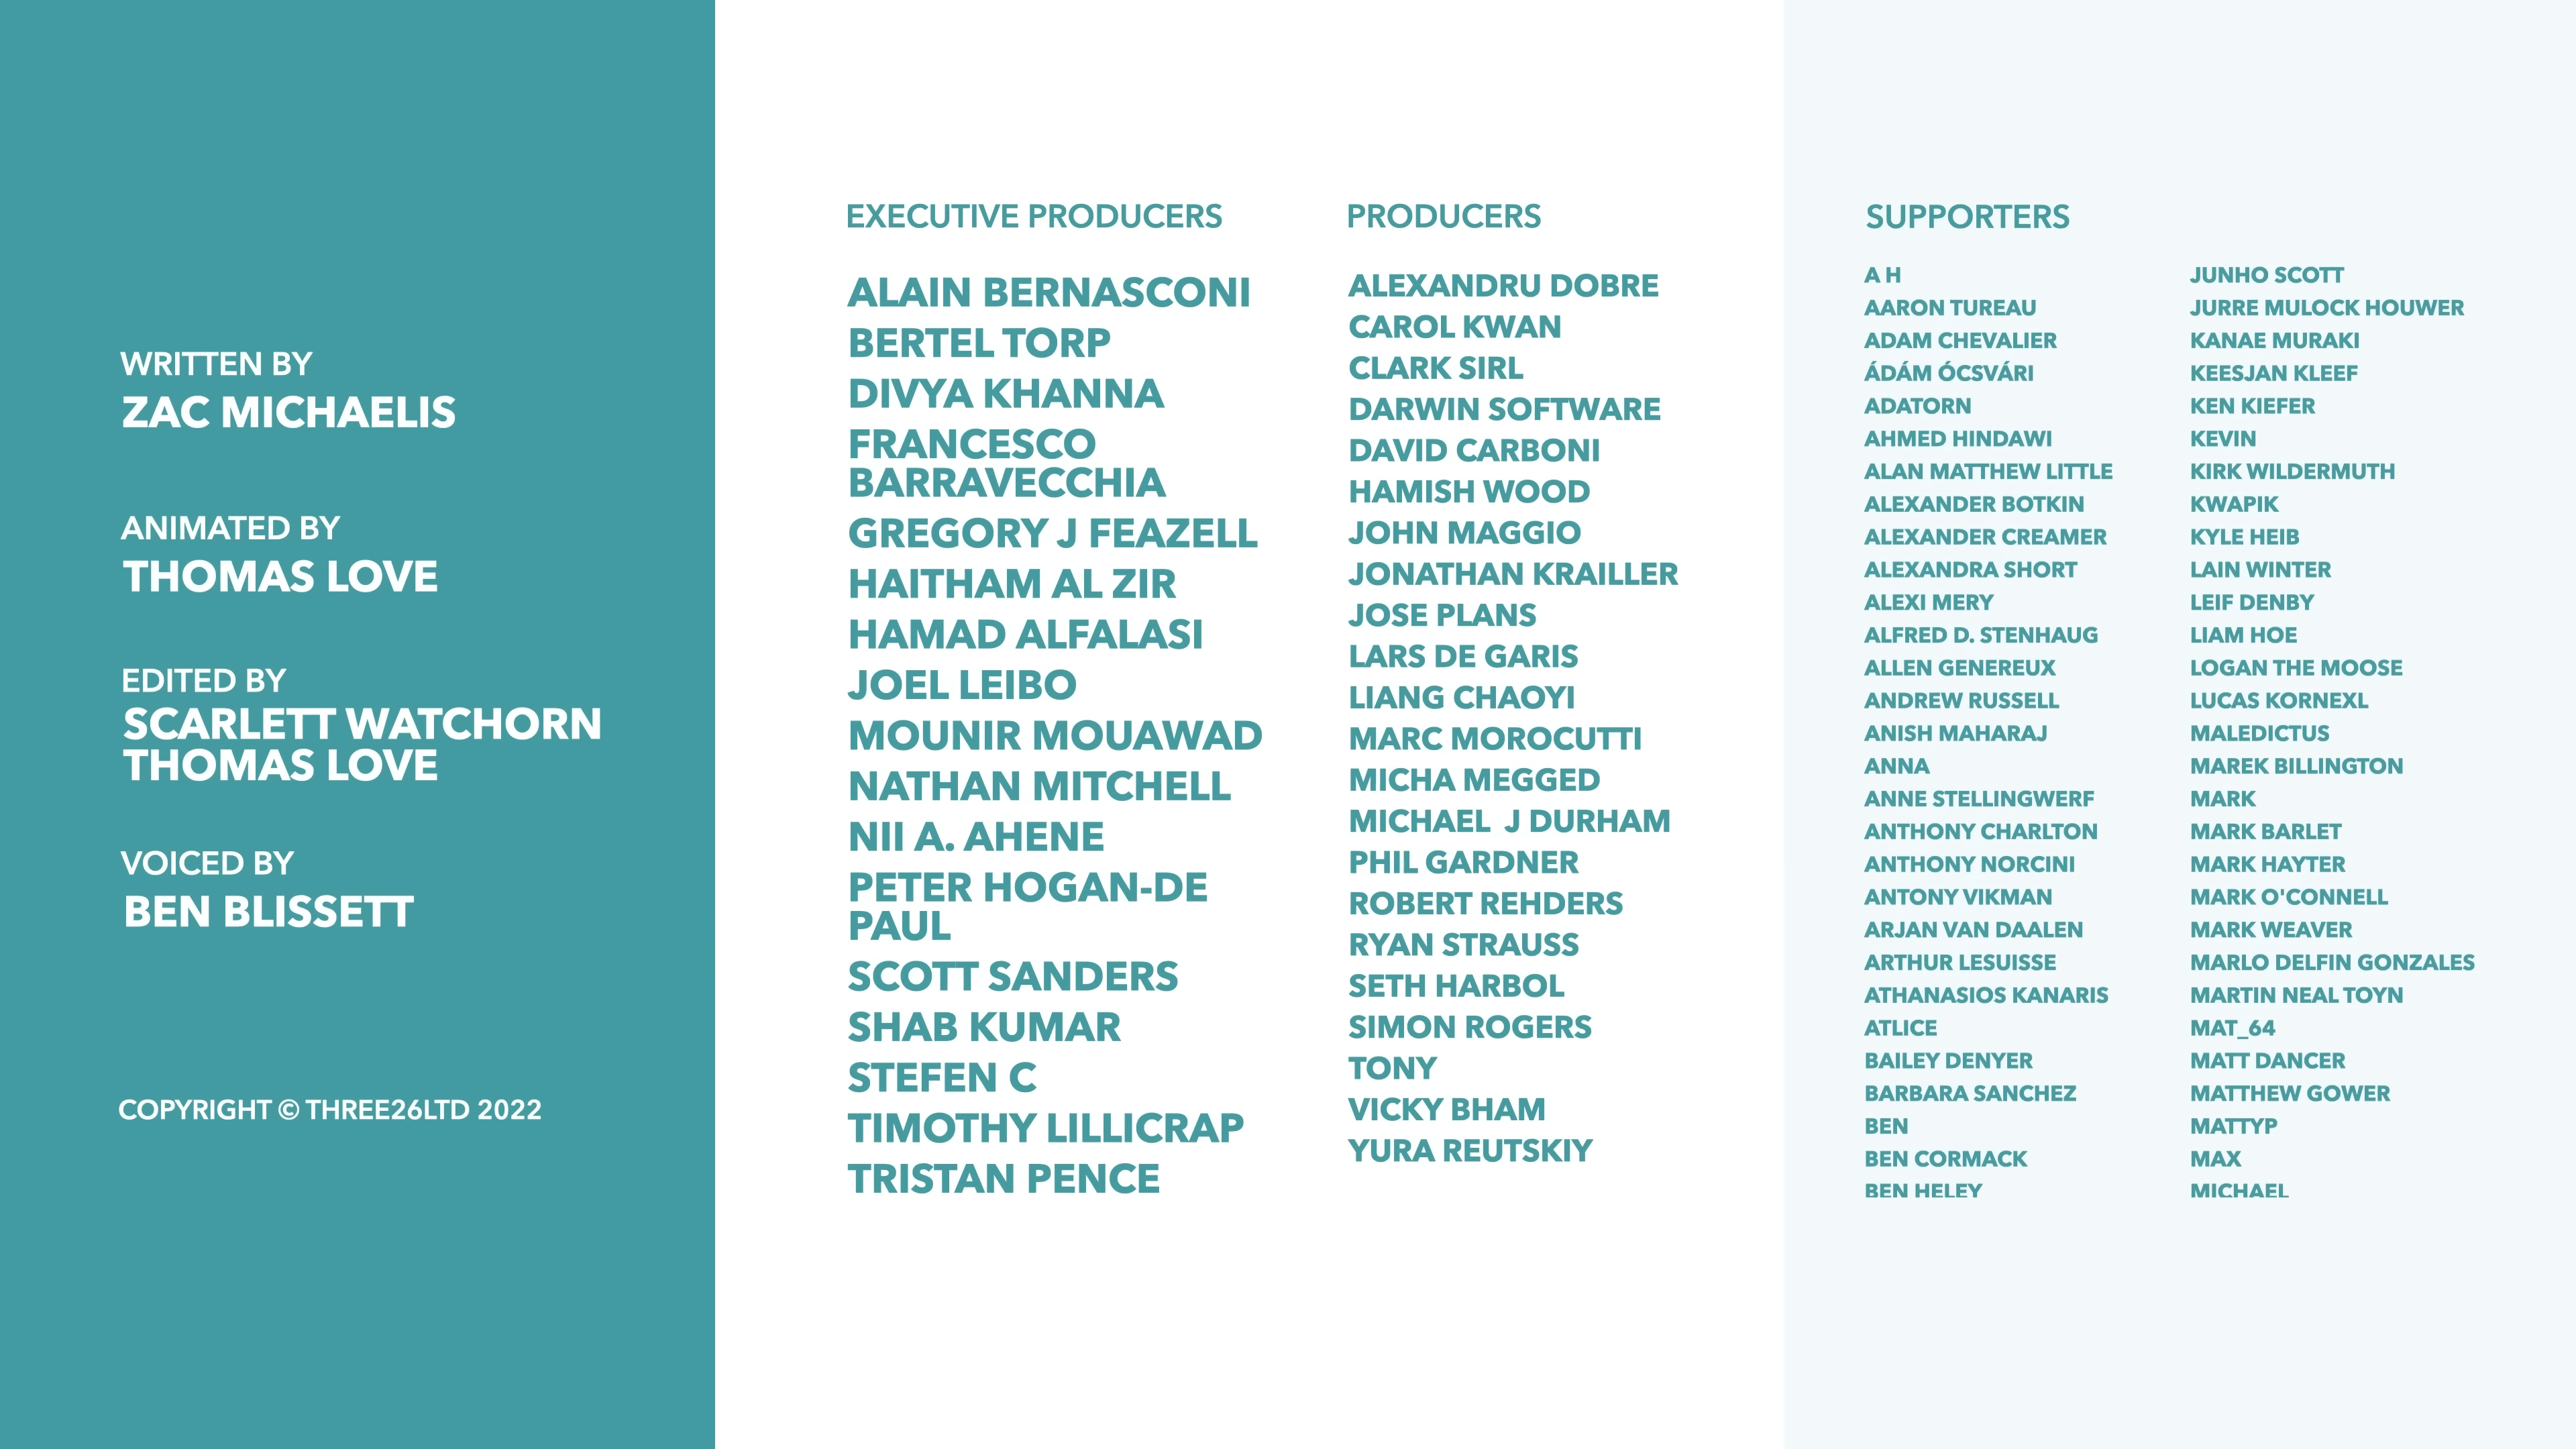 WRITTEN BY
ZAC MICHAELIS
ANIMATED BY
THOMAS LOVE
EDITED BY
SCARLETT WATCHORN
THOMAS LOVE
VOICED BY
BEN BLISSETT
COPYRIGHT © THREE26LTD 2022
EXECUTIVE PRODUCERS
ALAIN BERNASCONI
BERTEL TORP
DIVYA KHANNA
FRANCESCO
BARRAVECCHIA
GREGORY J FEAZELL
HAITHAM AL ZIR
HAMAD ALFALASI
JOEL LEIBO
MOUNIR MOUAWAD
NATHAN MITCHELL
NII A. AHENE
PETER HOGAN-DE
PAUL
SCOTT SANDERS
SHAB KUMAR
STEFEN C
TIMOTHY LILLICRAP
TRISTAN PENCE
PRODUCERS
ALEXANDRU DOBRE
CAROL KWAN
CLARK SIRL
DARWIN SOFTWARE
DAVID CARBONI
HAMISH WOOD
JOHN MAGGIO
JONATHAN KRAILLER
JOSE PLANS
LARS DE GARIS
LIANG CHAOYI
MARC MOROCUTTI
MICHA MEGGED
MICHAEL  J DURHAM
PHIL GARDNER
ROBERT REHDERS
RYAN STRAUSS
SETH HARBOL
SIMON ROGERS
TONY
VICKY BHAM
YURA REUTSKIY
SUPPORTERS
A H
AARON TUREAU
ADAM CHEVALIER
ÁDÁM ÓCSVÁRI
ADATORN
AHMED HINDAWI
ALAN MATTHEW LITTLE
ALEXANDER BOTKIN
ALEXANDER CREAMER
ALEXANDRA SHORT
ALEXI MERY
ALFRED D. STENHAUG
ALLEN GENEREUX
ANDREW RUSSELL
ANISH MAHARAJ
ANNA
ANNE STELLINGWERF
ANTHONY CHARLTON
ANTHONY NORCINI
ANTONY VIKMAN
ARJAN VAN DAALEN
ARTHUR LESUISSE
ATHANASIOS KANARIS
ATLICE
BAILEY DENYER
BARBARA SANCHEZ
BEN
BEN CORMACK
BEN HELEY
JUNHO SCOTT
JURRE MULOCK HOUWER
KANAE MURAKI
KEESJAN KLEEF
KEN KIEFER
KEVIN
KIRK WILDERMUTH
KWAPIK
KYLE HEIB
LAIN WINTER
LEIF DENBY
LIAM HOE
LOGAN THE MOOSE
LUCAS KORNEXL
MALEDICTUS
MAREK BILLINGTON
MARK
MARK BARLET
MARK HAYTER
MARK O'CONNELL
MARK WEAVER
MARLO DELFIN GONZALES
MARTIN NEAL TOYN
MAT_64
MATT DANCER
MATTHEW GOWER
MATTYP
MAX
MICHAEL